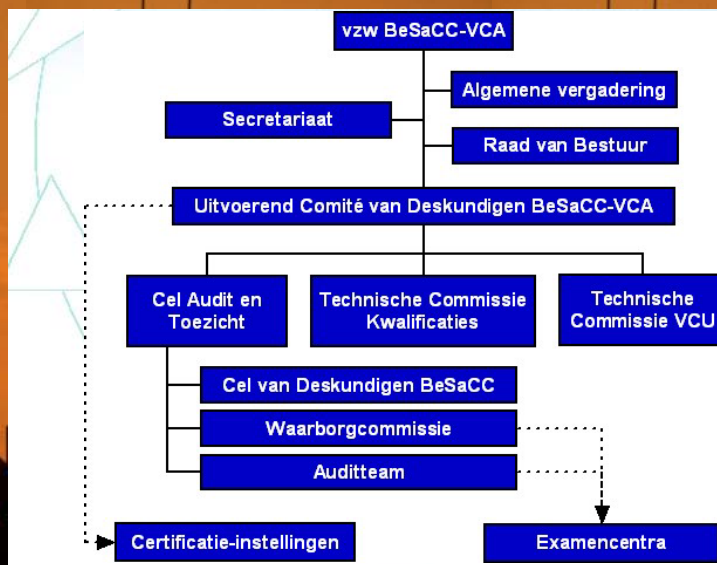 vzw BeSaCC-VCA
Algemene vergadering
Secretariaat
Raad van Bestuur
Uitvoerend Comité van Deskundigen BeSaCC-VCA
Cel Audit en
Toezicht
Technische Commissie
Kwalificaties
Technische
Commissie VCU
Cel van Deskundigen BeSaCC
Waarborgcommissie
Auditteam
Certificatie-instellingen
Examencentra